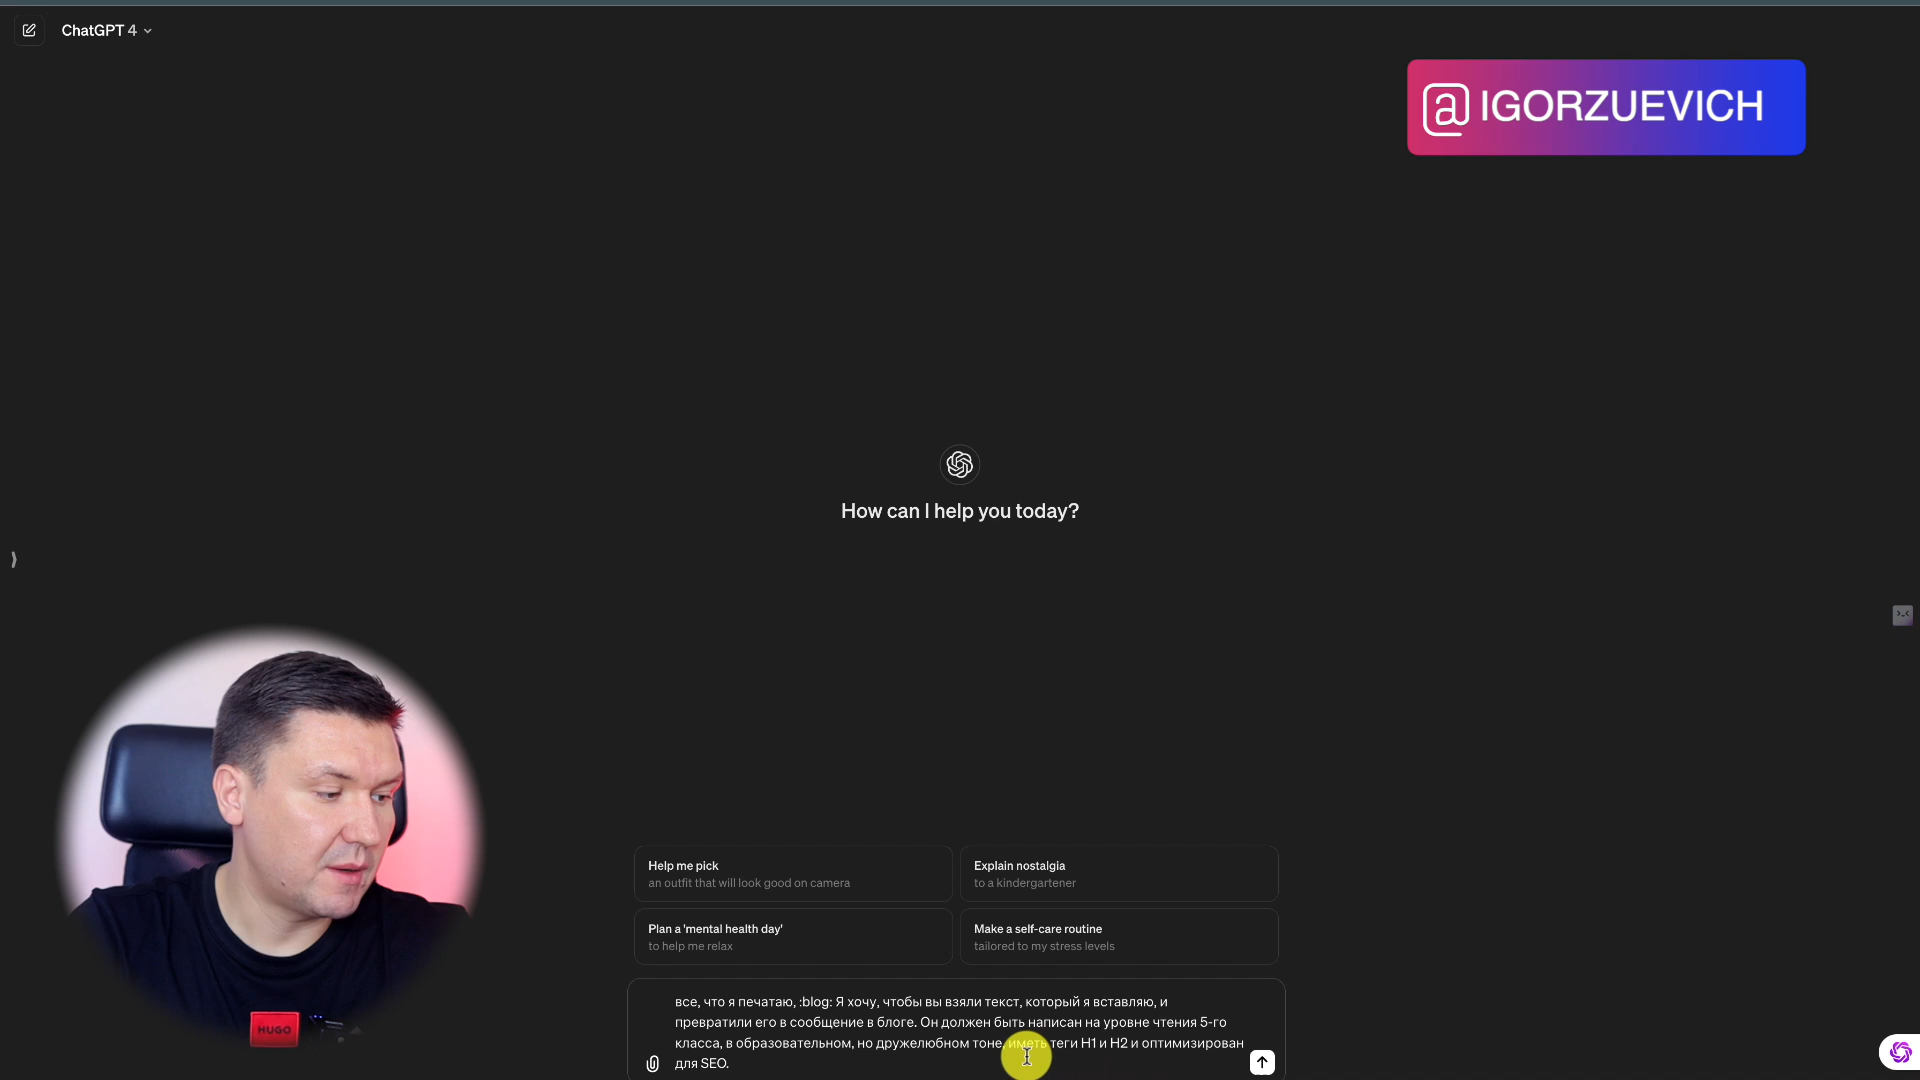 ChatGPT 4
@IGORZUEVICH
How can I help you today?
Help me pick
an outfit that will look good on camera
Explain nostalgia
to a kindergartener
Plan a 'mental health day'
to help me relax
Make a self-care routine
tailored to my stress levels
все, что я печатаю, :blog: Я хочу, чтобы вы взяли текст, который я вставляю, и
превратили его в сообщение в блоге. Он должен быть написан на уровне чтения 5-го
класса, в образовательном, но дружелюбном тоне, иметь теги H1 и H2 и оптимизирован
для SEO.
HUGO